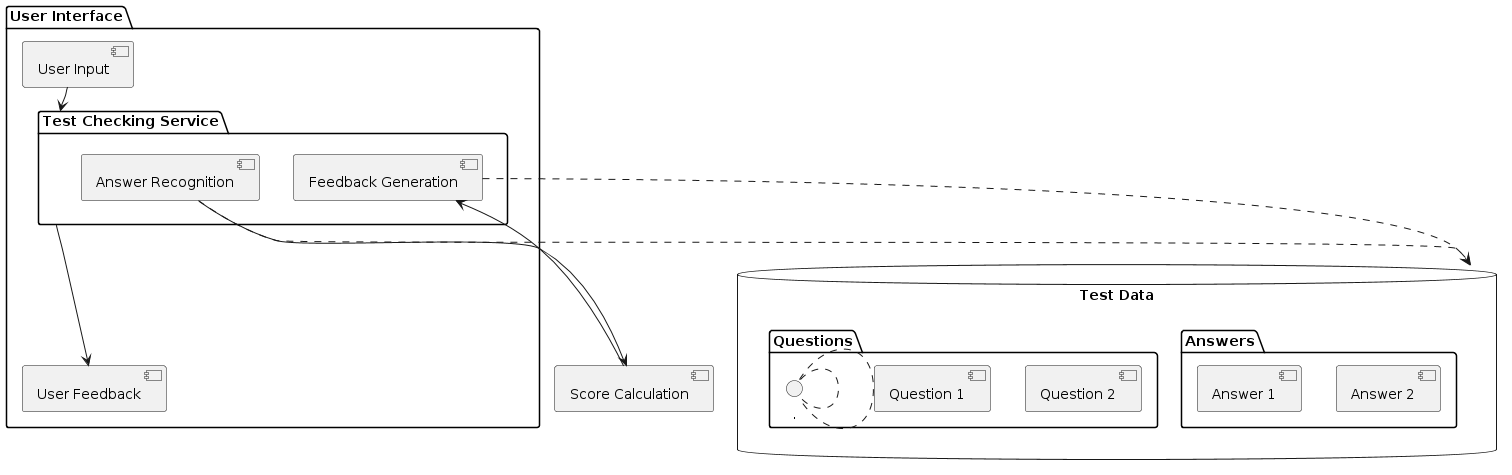 User Interface
User Input
Test Checking Service
Answer Recognition
Feedback Generation
Test Data
Questions
Answers
User Feedback
Score Calculation
.
Question 1
Question 2
Answer 1
Answer 2